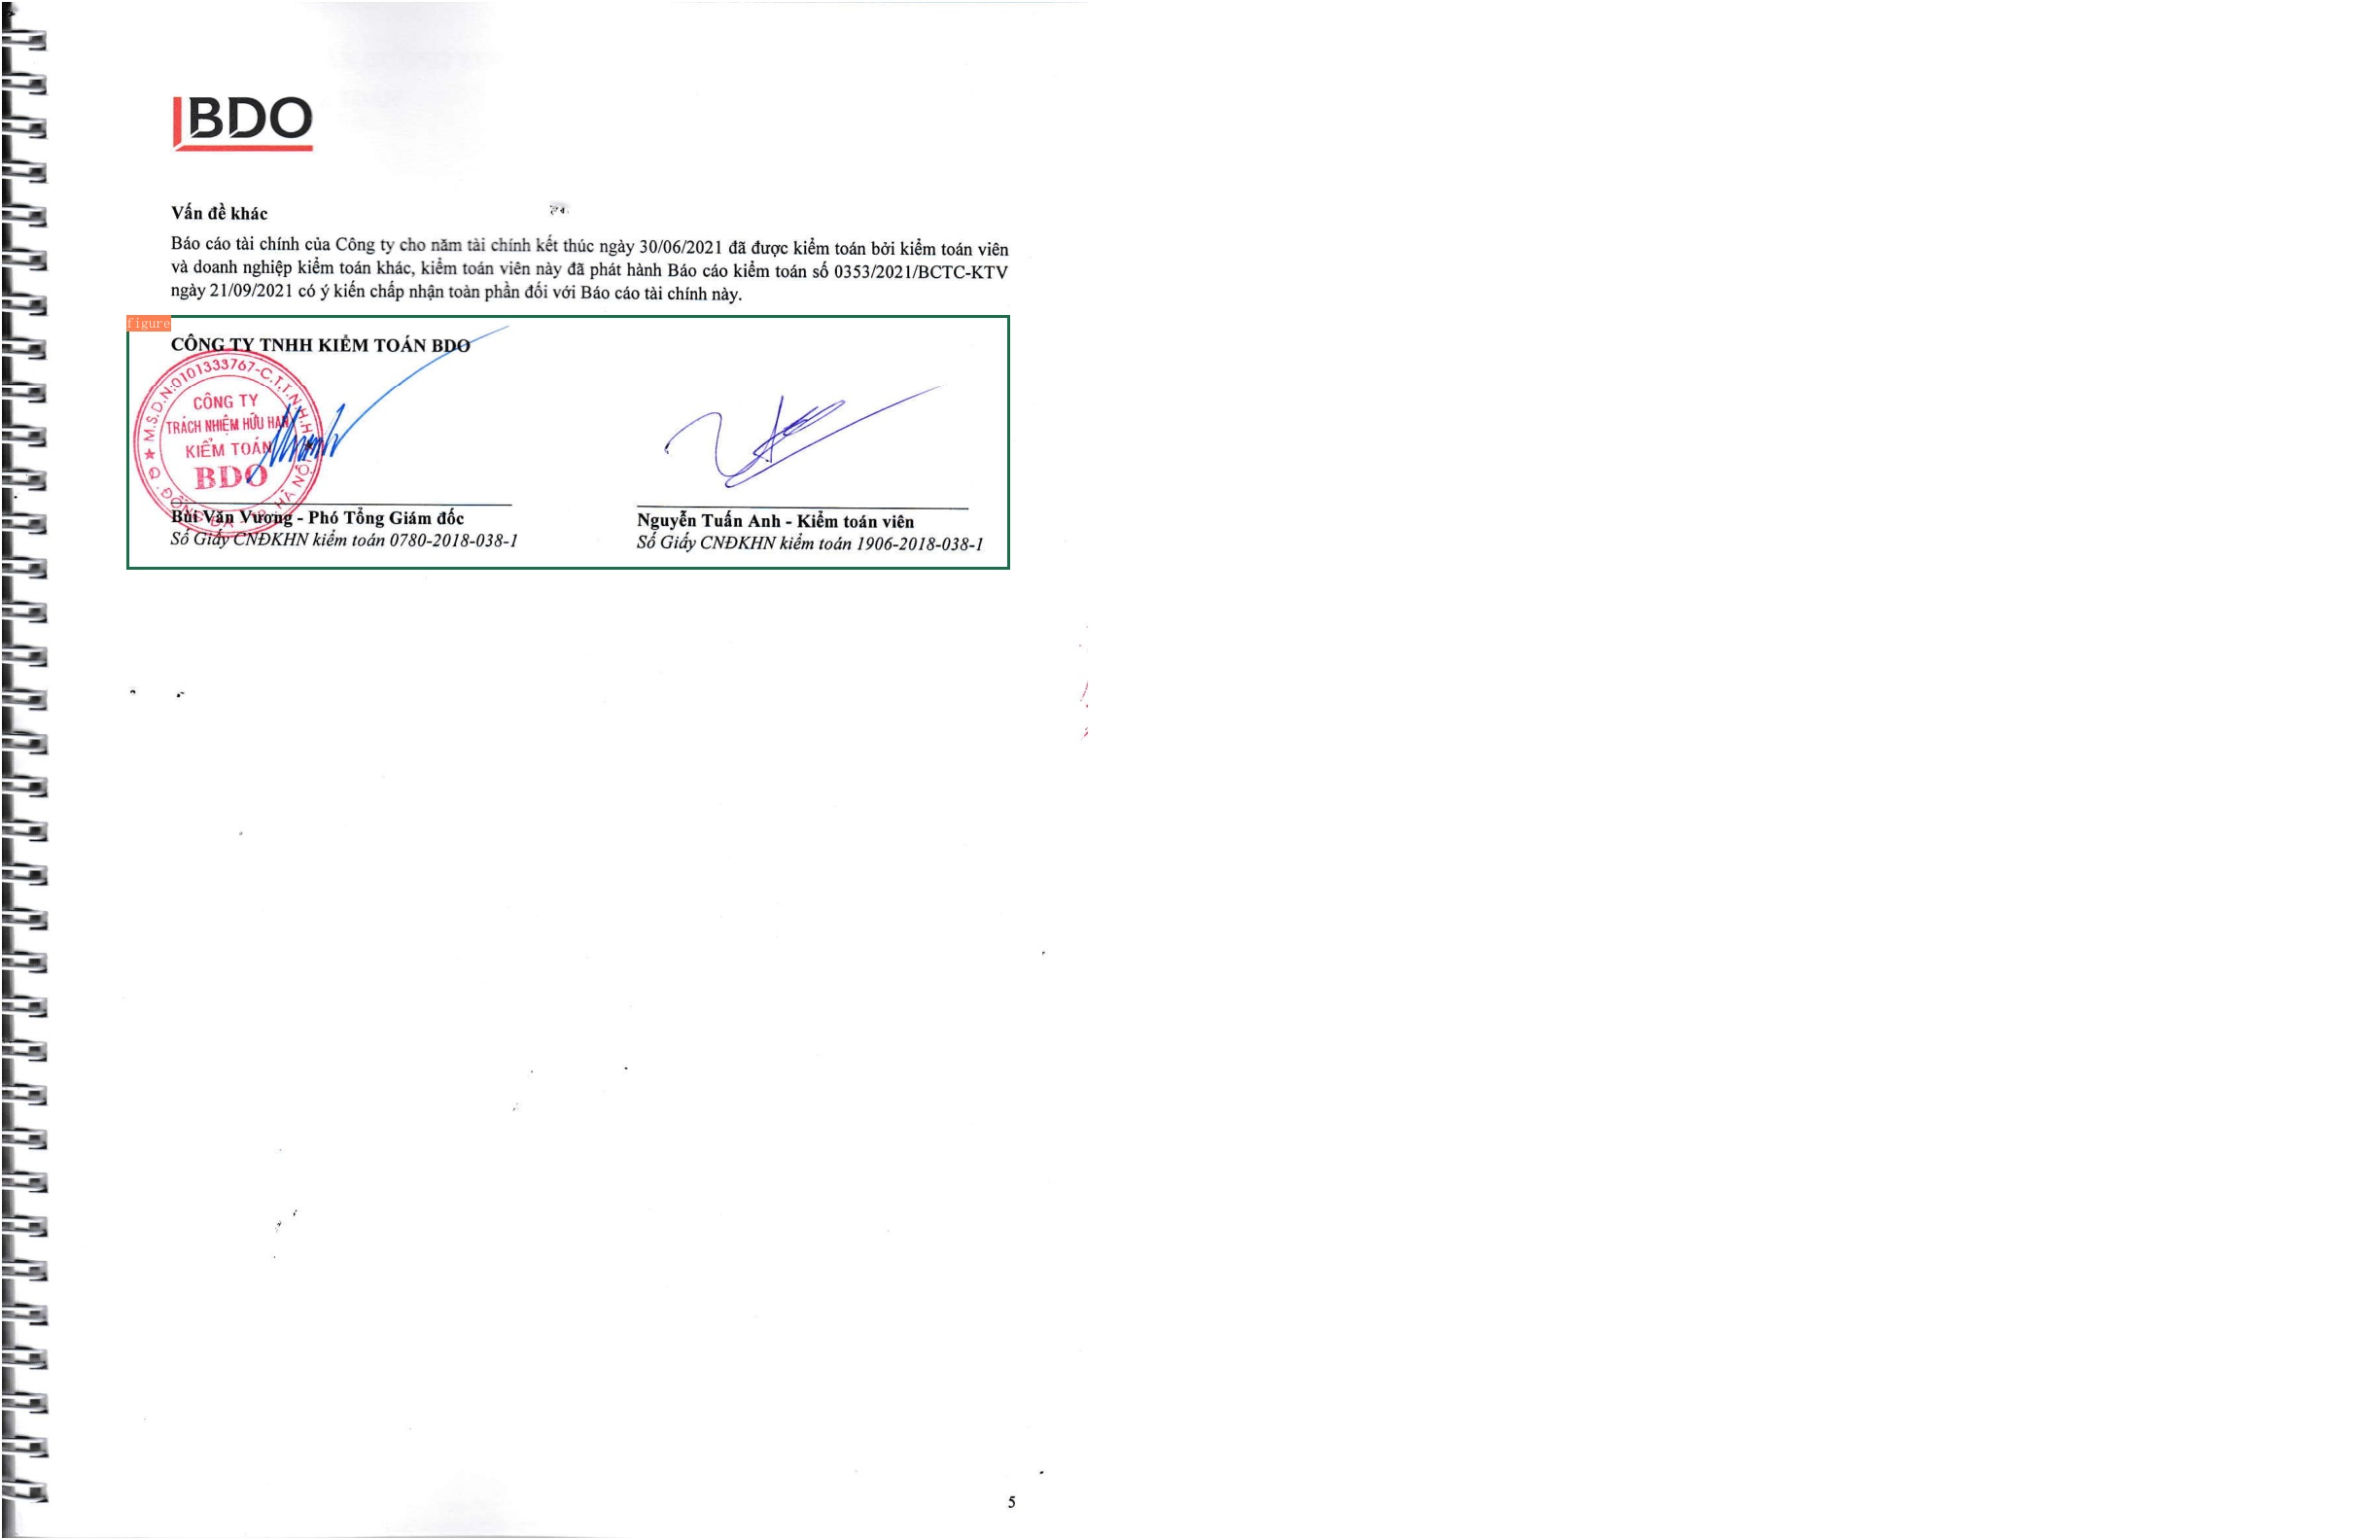 BDO
Vấn đề khác
Báo cáo tài chính của Công ty cho năm tài chính kết thúc ngày 30/06/2021 đã được kiểm toán bởi kiểm toán viên
và doanh nghiệp kiểm toán khác, kiểm toán viên này đã phát hành Báo cáo kiểm toán số 0353/2021/BCTC-KTV
ngày 21/09/2021 có ý kiến chấp nhận toàn phần đối với Báo cáo tài chính này.
figure
CÔNG TY TNHH KIỂM TOÁN BDO
M.S.D.N:0101333767-C.T.T.N.H.H
CÔNG TY
TRÁCH NHIỆM HỮU HẠN
KIỂM TOÁN
BDO
Q. ĐỐNG ĐA - TP. HÀ NỘI
Bùi Văn Vương - Phó Tổng Giám đốc
Số Giấy CNĐKHN kiểm toán 0780-2018-038-1
Nguyễn Tuấn Anh - Kiểm toán viên
Số Giấy CNĐKHN kiểm toán 1906-2018-038-1
5